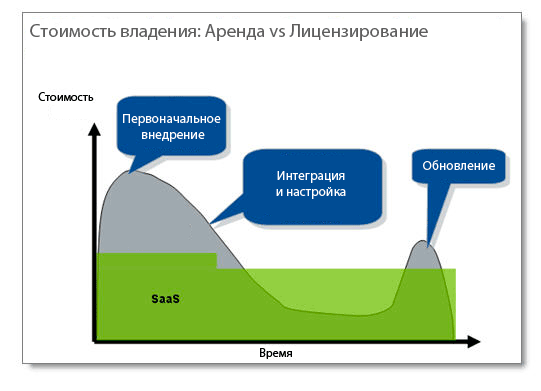 Стоимость владения: Аренда vs Лицензирование
Стоимость
Первоначальное
внедрение
Интеграция
и настройка
Обновление
SaaS
Время